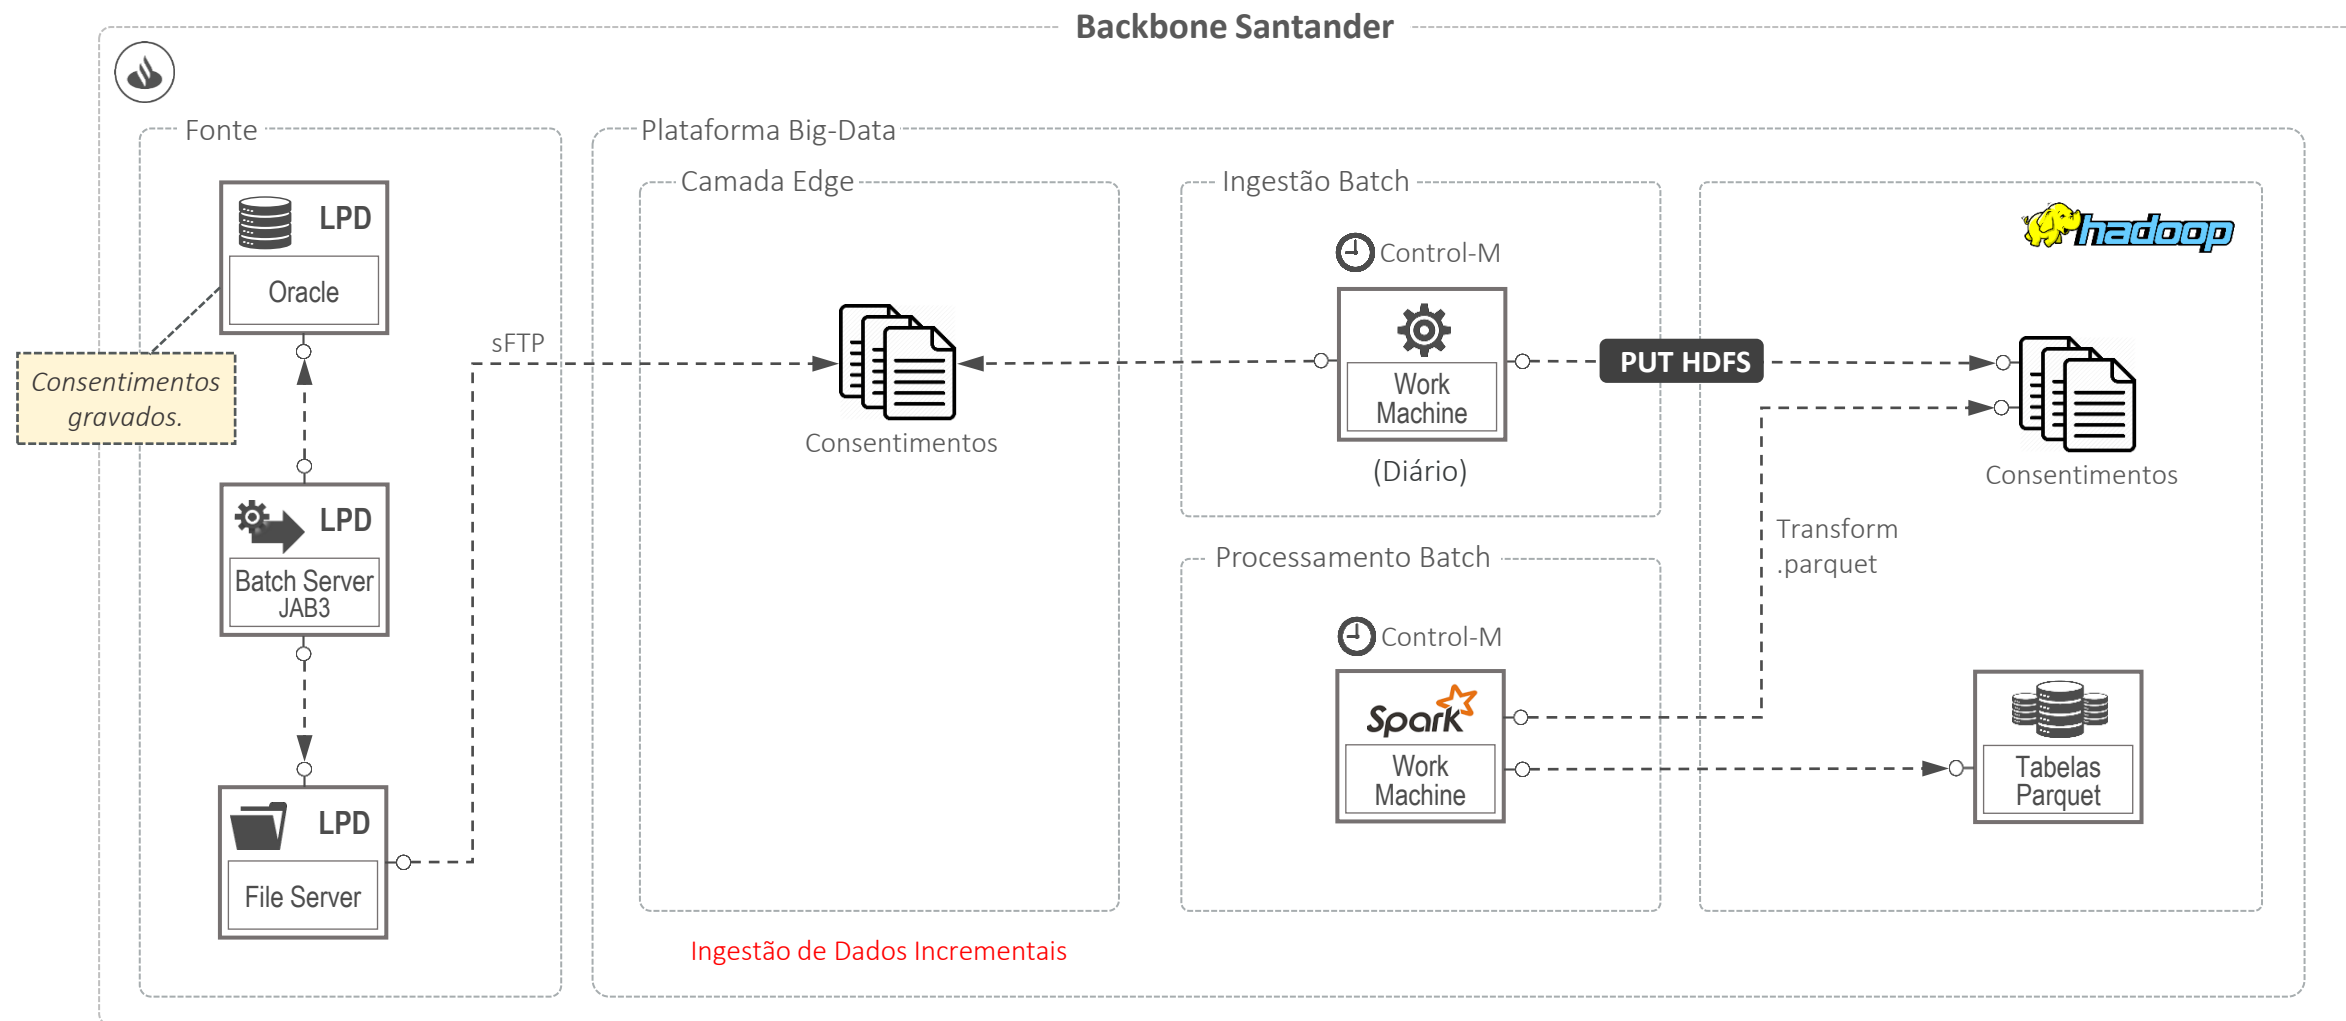 Backbone Santander
Fonte
LPD
Oracle
Consentimentos
gravados.
LPD
Batch Server
JAB3
LPD
File Server
sFTP
Plataforma Big-Data
Camada Edge
Consentimentos
Ingestão de Dados Incrementais
Ingestão Batch
Control-M
Work
Machine
(Diário)
PUT HDFS
Processamento Batch
Control-M
Spark
Work
Machine
hadoop
Consentimentos
Transform
.parquet
Tabelas
Parquet